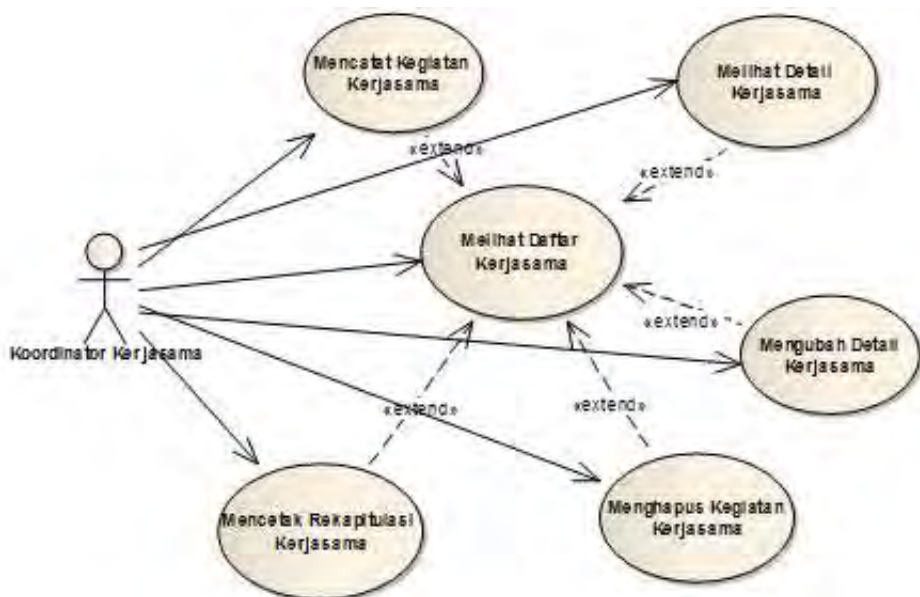 Mencatat Kegiatan
Kerjasama
Melihat Detail
Kerjasama
«extend»
«extend»
Melihat Daftar
Kerjasama
Koordinator Kerjasama
«extend»
Mengubah Detail
Kerjasama
«extend»
«extend»
Mencetak Rekapitulasi
Kerjasama
Menghapus Kegiatan
Kerjasama